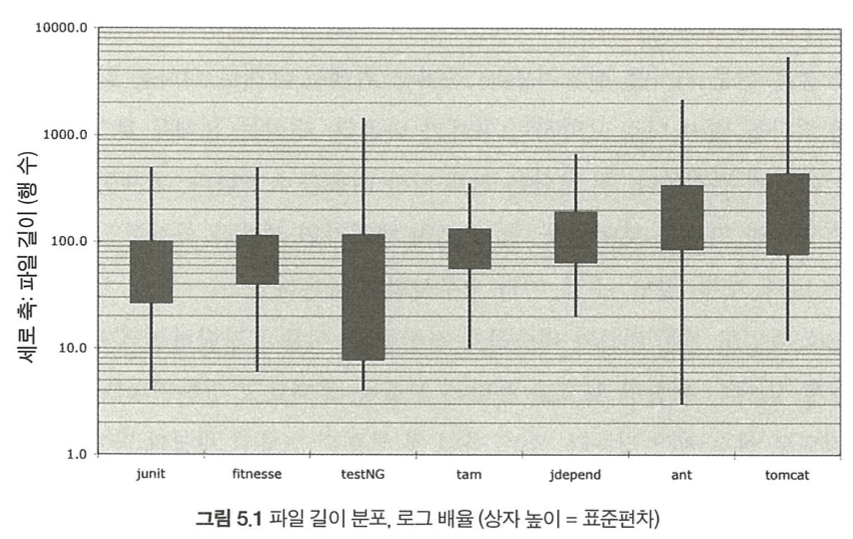 10000.0
1000.0
100.0
10.0
1.0
세로 축: 파일 길이 (행 수)
junit fitnesse testNG tam jdepend ant tomcat
그림 5.1 파일 길이 분포, 로그 배율 (상자 높이 = 표준편차)